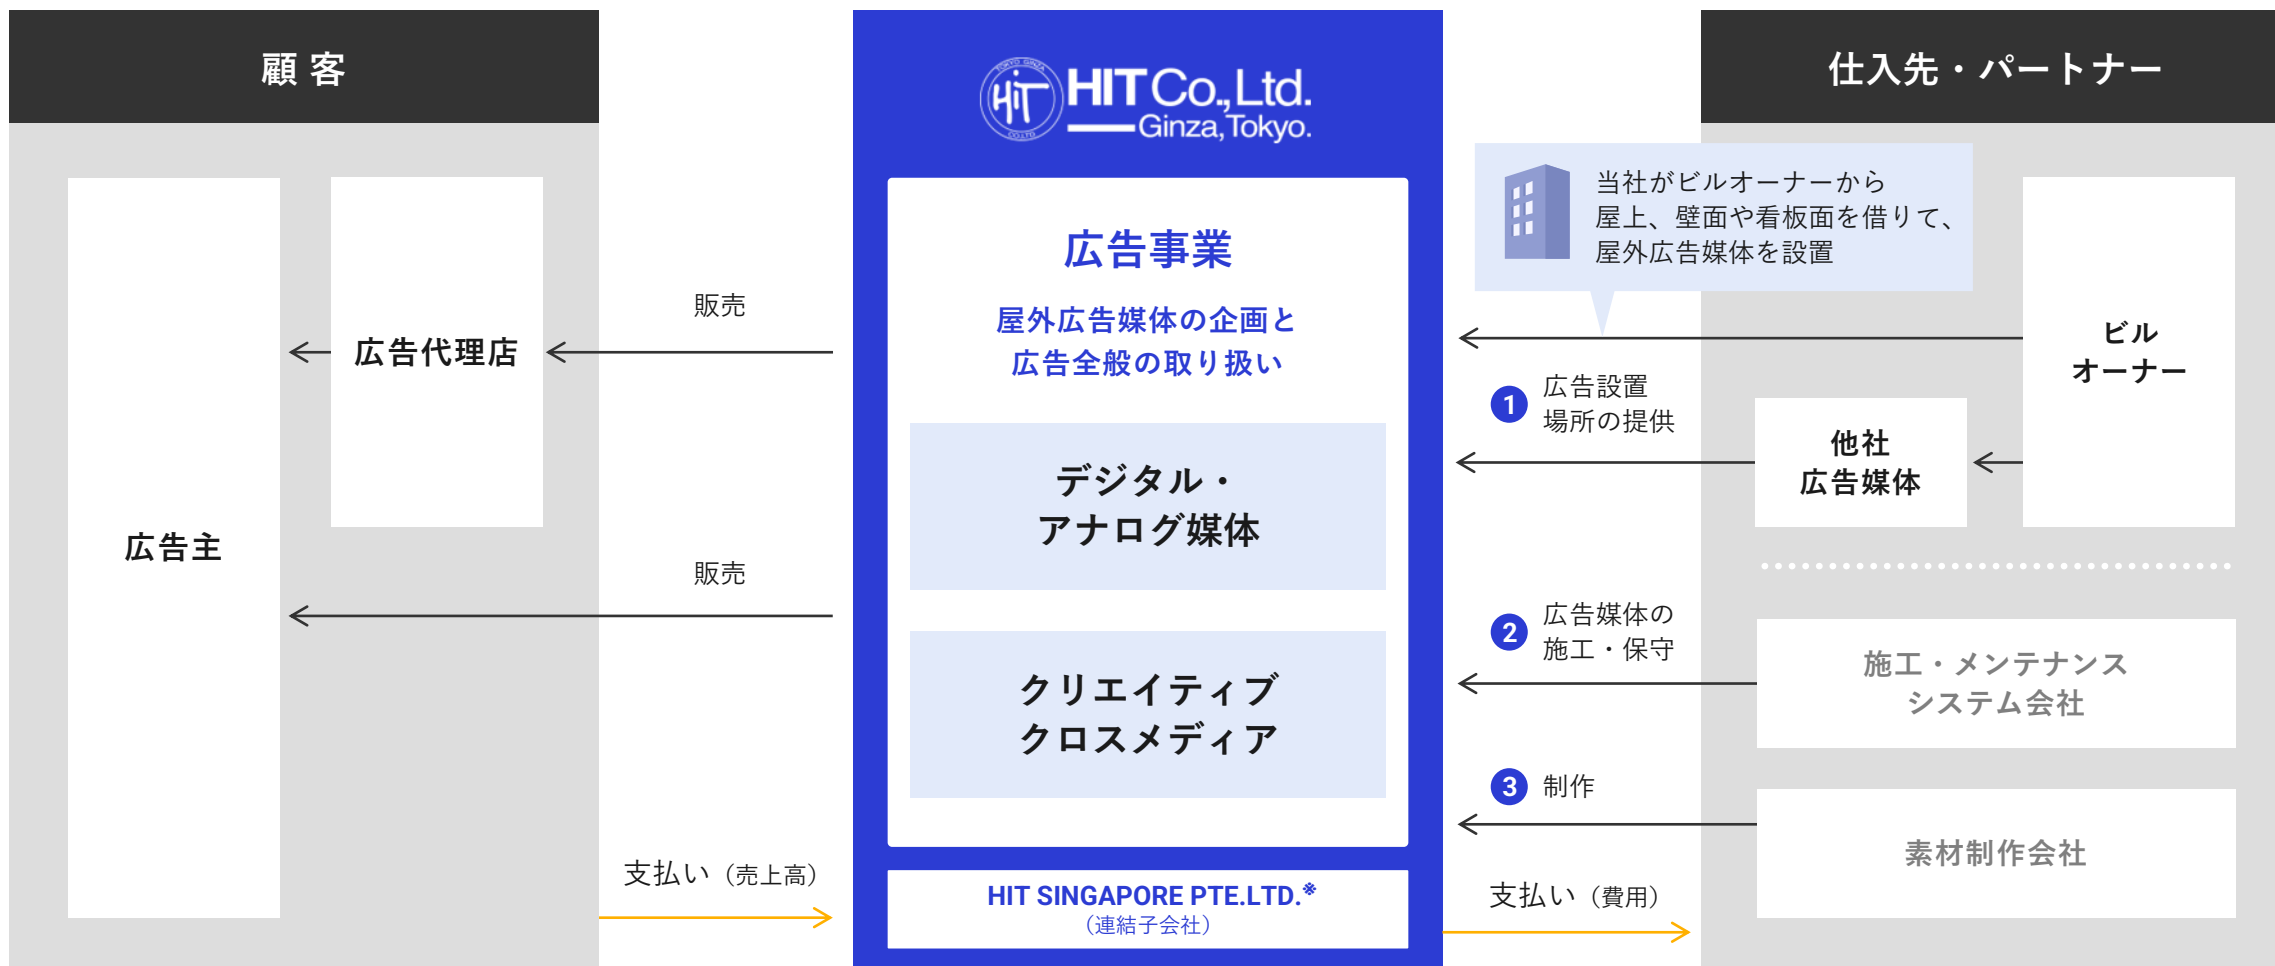 顧客
広告主
広告代理店
販売
販売
支払い（売上高）
TOKYO GINZA
HiT
CO.LTD
HIT Co.,Ltd.
Ginza,Tokyo.
広告事業
屋外広告媒体の企画と
広告全般の取り扱い
デジタル・
アナログ媒体
クリエイティブ
クロスメディア
HIT SINGAPORE PTE.LTD.※
（連結子会社）
仕入先・パートナー
当社がビルオーナーから
屋上、壁面や看板面を借りて、
屋外広告媒体を設置
ビル
オーナー
1 広告設置
場所の提供
他社
広告媒体
2 広告媒体の
施工・保守
施工・メンテナンス
システム会社
3 制作
素材制作会社
支払い（費用）